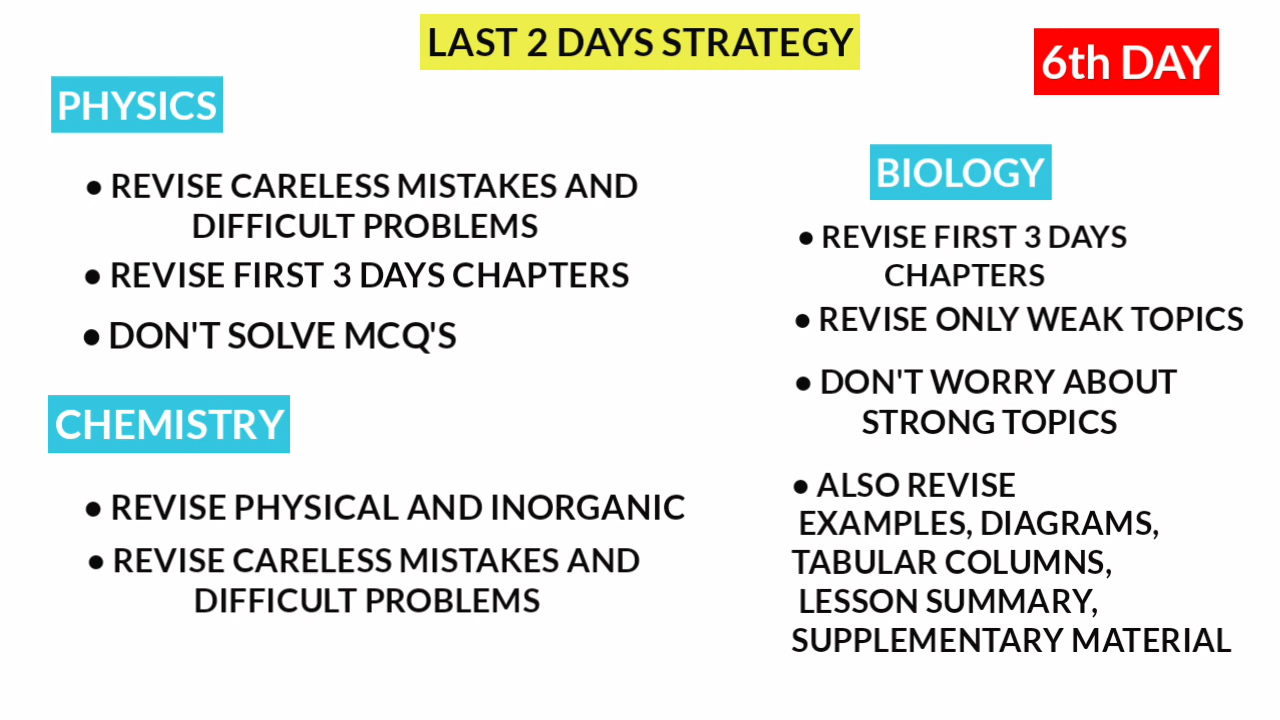 LAST 2 DAYS STRATEGY
6th DAY
PHYSICS
• REVISE CARELESS MISTAKES AND
DIFFICULT PROBLEMS
• REVISE FIRST 3 DAYS CHAPTERS
• DON'T SOLVE MCQ'S
CHEMISTRY
• REVISE PHYSICAL AND INORGANIC
• REVISE CARELESS MISTAKES AND
DIFFICULT PROBLEMS
BIOLOGY
• REVISE FIRST 3 DAYS
CHAPTERS
• REVISE ONLY WEAK TOPICS
• DON'T WORRY ABOUT
STRONG TOPICS
• ALSO REVISE
EXAMPLES, DIAGRAMS,
TABULAR COLUMNS,
LESSON SUMMARY,
SUPPLEMENTARY MATERIAL